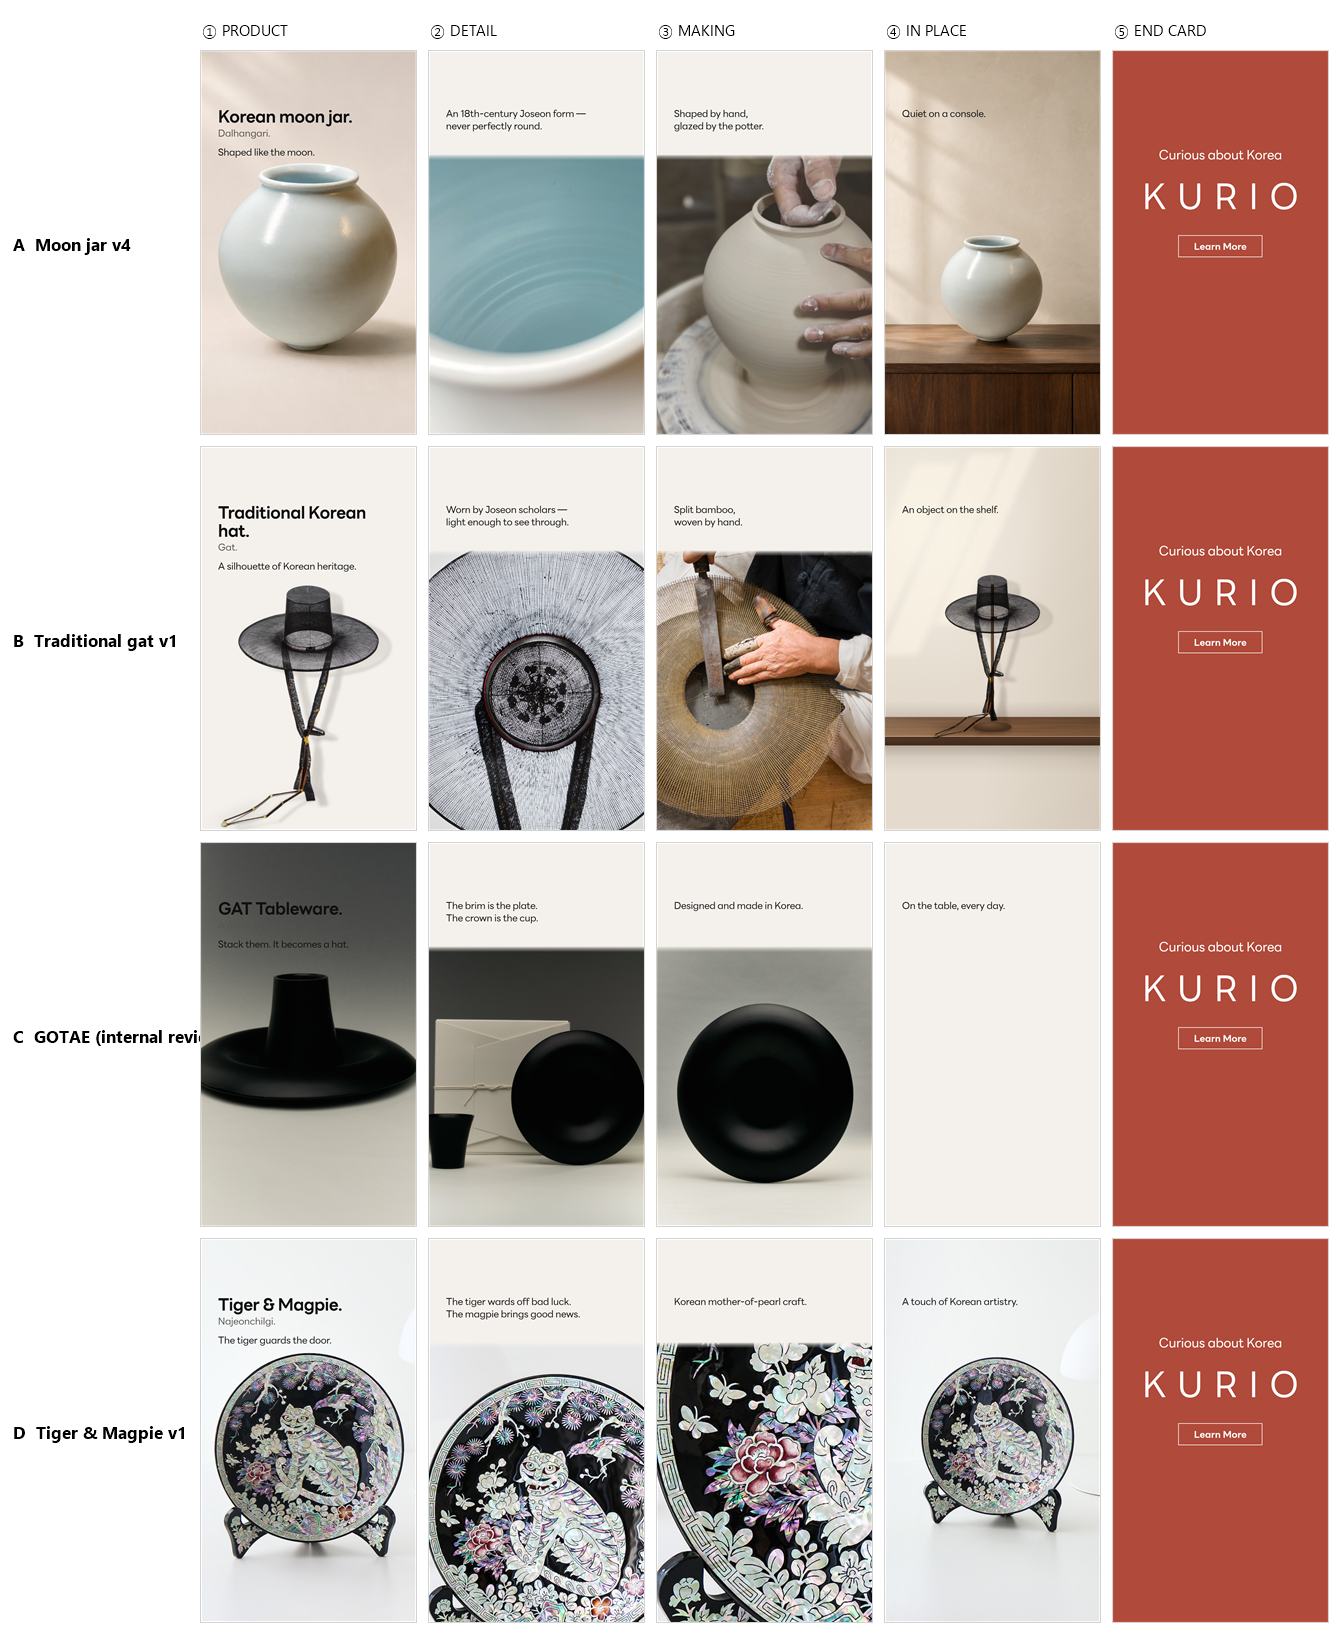 ① PRODUCT
② DETAIL
③ MAKING
④ IN PLACE
⑤ END CARD
A Moon jar v4
Korean moon jar.
Dalhangari.
Shaped like the moon.
An 18th-century Joseon form —
never perfectly round.
Shaped by hand,
glazed by the potter.
Quiet on a console.
Curious about Korea
KURIO
Learn More
B Traditional gat v1
Traditional Korean
hat.
Gat.
A silhouette of Korean heritage.
Worn by Joseon scholars —
light enough to see through.
Split bamboo,
woven by hand.
An object on the shelf.
Curious about Korea
KURIO
Learn More
C GOTAE (internal revi
GAT Tableware.
Stack them. It becomes a hat.
The brim is the plate.
The crown is the cup.
Designed and made in Korea.
On the table, every day.
Curious about Korea
KURIO
Learn More
D Tiger & Magpie v1
Tiger & Magpie.
Najeonchilgi.
The tiger guards the door.
The tiger wards off bad luck.
The magpie brings good news.
Korean mother-of-pearl craft.
A touch of Korean artistry.
Curious about Korea
KURIO
Learn More